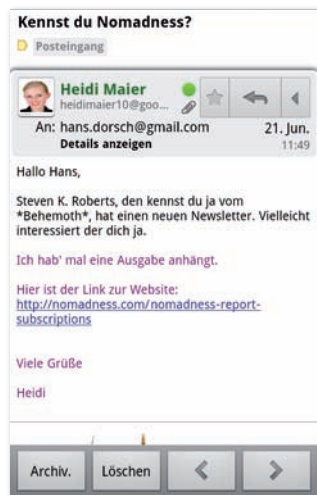 Kennst du Nomadness?
Posteingang
Heidi Maier
heidimaier10@goo...
An: hans.dorsch@gmail.com 21. Jun.
Details anzeigen 11:49
Hallo Hans,
Steven K. Roberts, den kennst du ja vom
*Behemoth*, hat einen neuen Newsletter. Vielleicht
interessiert der dich ja.
Ich hab' mal eine Ausgabe anhängt.
Hier ist der Link zur Website:
http://nomadness.com/nomadness-report-
subscriptions
Viele Grüße
Heidi
Archiv. Löschen